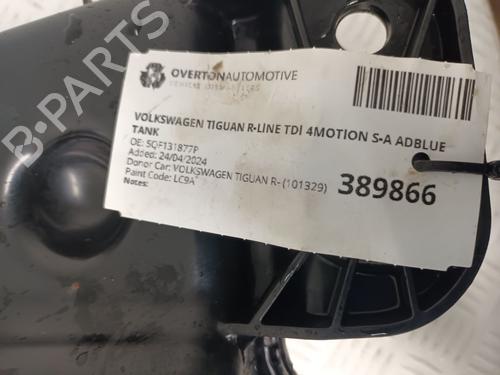 OVERTONAUTOMOTIVE
VOLKSWAGEN TIGUAN R-LINE TDI 4MOTION S-A ADBLUE
TANK
OE: 5QF131877P
Added: 24/04/2024
Donor Car: VOLKSWAGEN TIGUAN R- (101329)
Paint Code: LC9A
Notes:
389866